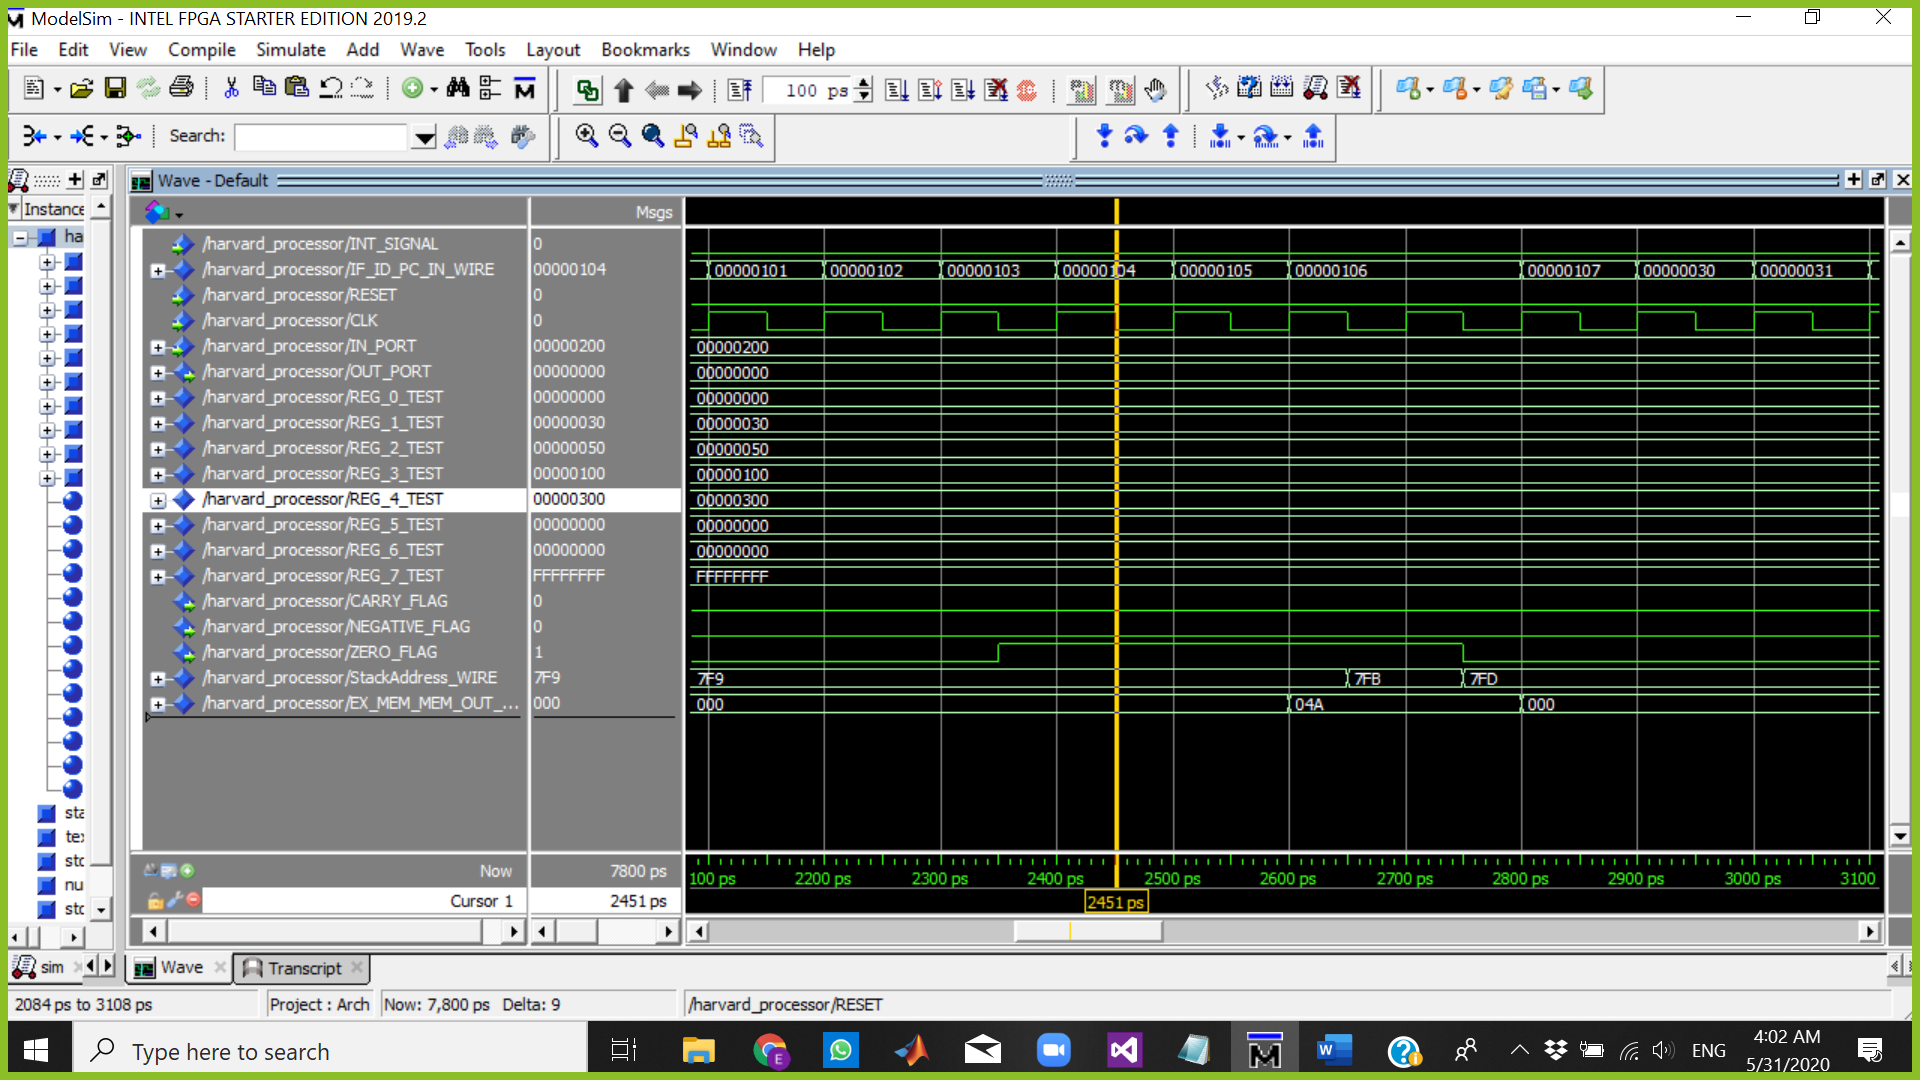 ModelSim - INTEL FPGA STARTER EDITION 2019.2
File Edit View Compile Simulate Add Wave Tools Layout Bookmarks Window Help
100 ps
Search:
Wave - Default
Instance
Msgs
ha
/harvard_processor/INT_SIGNAL 0
/harvard_processor/IF_ID_PC_IN_WIRE 00000104 00000101 00000102 00000103 00000104 00000105 00000106 00000107 00000030 00000031
/harvard_processor/RESET 0
/harvard_processor/CLK 0
/harvard_processor/IN_PORT 00000200 00000200
/harvard_processor/OUT_PORT 00000000 00000000
/harvard_processor/REG_0_TEST 00000000 00000000
/harvard_processor/REG_1_TEST 00000030 00000030
/harvard_processor/REG_2_TEST 00000050 00000050
/harvard_processor/REG_3_TEST 00000100 00000100
/harvard_processor/REG_4_TEST 00000300 00000300
/harvard_processor/REG_5_TEST 00000000 00000000
/harvard_processor/REG_6_TEST 00000000 00000000
/harvard_processor/REG_7_TEST FFFFFFFF FFFFFFFF
/harvard_processor/CARRY_FLAG 0
/harvard_processor/NEGATIVE_FLAG 0
/harvard_processor/ZERO_FLAG 1
/harvard_processor/StackAddress_WIRE 7F9 7F9 7FB 7FD
/harvard_processor/EX_MEM_MEM_OUT_... 000 000 04A 000
sta
te
std
nu
std
Now 7800 ps 100 ps 2200 ps 2300 ps 2400 ps 2500 ps 2600 ps 2700 ps 2800 ps 2900 ps 3000 ps 3100
Cursor 1 2451 ps 2451 ps
sim Wave Transcript
2084 ps to 3108 ps Project : Arch Now: 7,800 ps Delta: 9 /harvard_processor/RESET
Type here to search
E
W
ENG
4:02 AM
5/31/2020